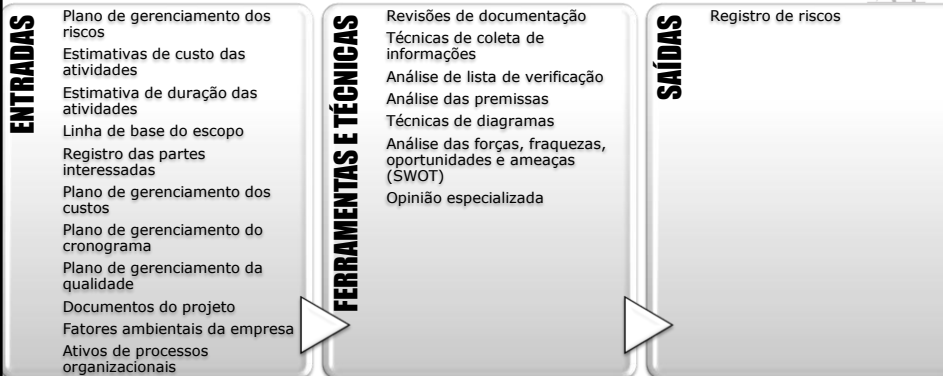 ENTRADAS
Plano de gerenciamento dos
riscos
Estimativas de custo das
atividades
Estimativa de duração das
atividades
Linha de base do escopo
Registro das partes
interessadas
Plano de gerenciamento dos
custos
Plano de gerenciamento do
cronograma
Plano de gerenciamento da
qualidade
Documentos do projeto
Fatores ambientais da empresa
Ativos de processos
organizacionais
FERRAMENTAS E TÉCNICAS
Revisões de documentação
Técnicas de coleta de
informações
Análise de lista de verificação
Análise das premissas
Técnicas de diagramas
Análise das forças, fraquezas,
oportunidades e ameaças
(SWOT)
Opinião especializada
SAÍDAS
Registro de riscos